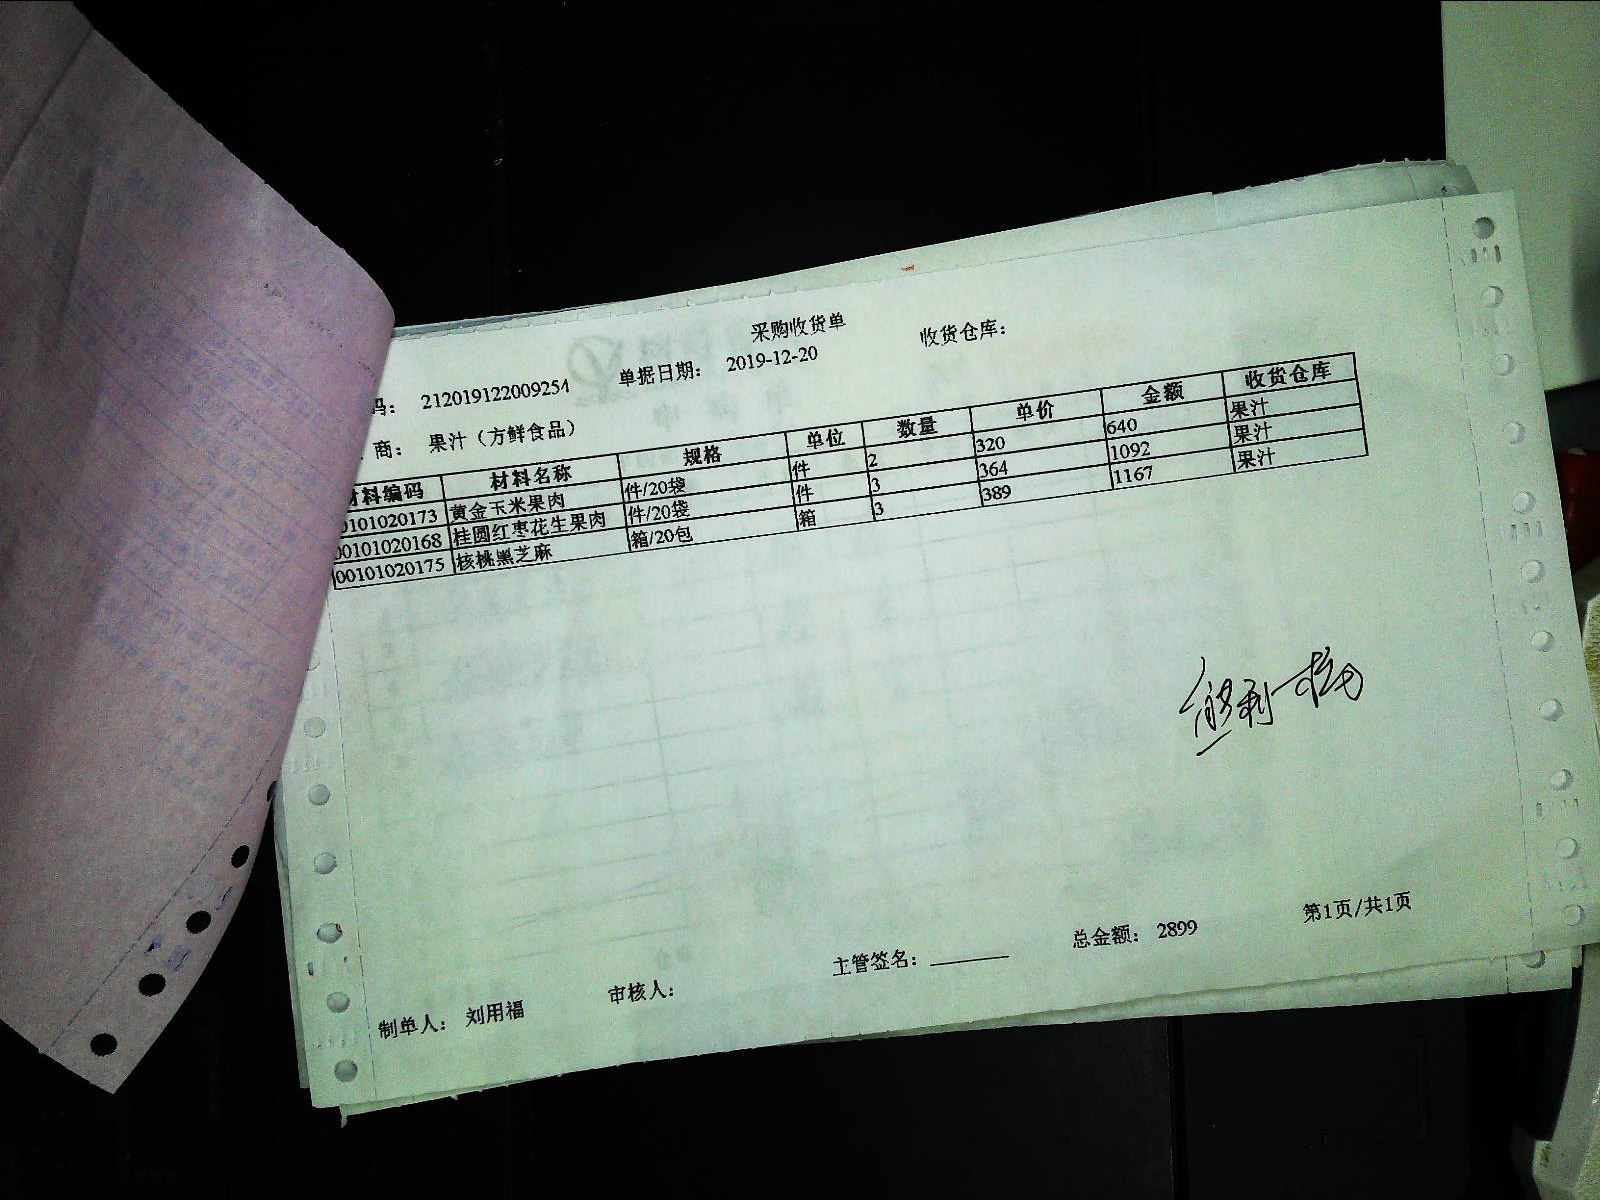 采购收货单
码： 212019122009254 单据日期： 2019-12-20 收货仓库：
商： 果汁（方鲜食品）
材料编码 材料名称 规格 单位 数量 单价 金额 收货仓库
0101020173 黄金玉米果肉 件/20袋 件 2 320 640 果汁
00101020168 桂圆红枣花生果肉 件/20袋 件 3 364 1092 果汁
00101020175 核桃黑芝麻 箱/20包 箱 3 389 1167 果汁
制单人： 刘用福 审核人： 主管签名： 总金额： 2899 第1页/共1页